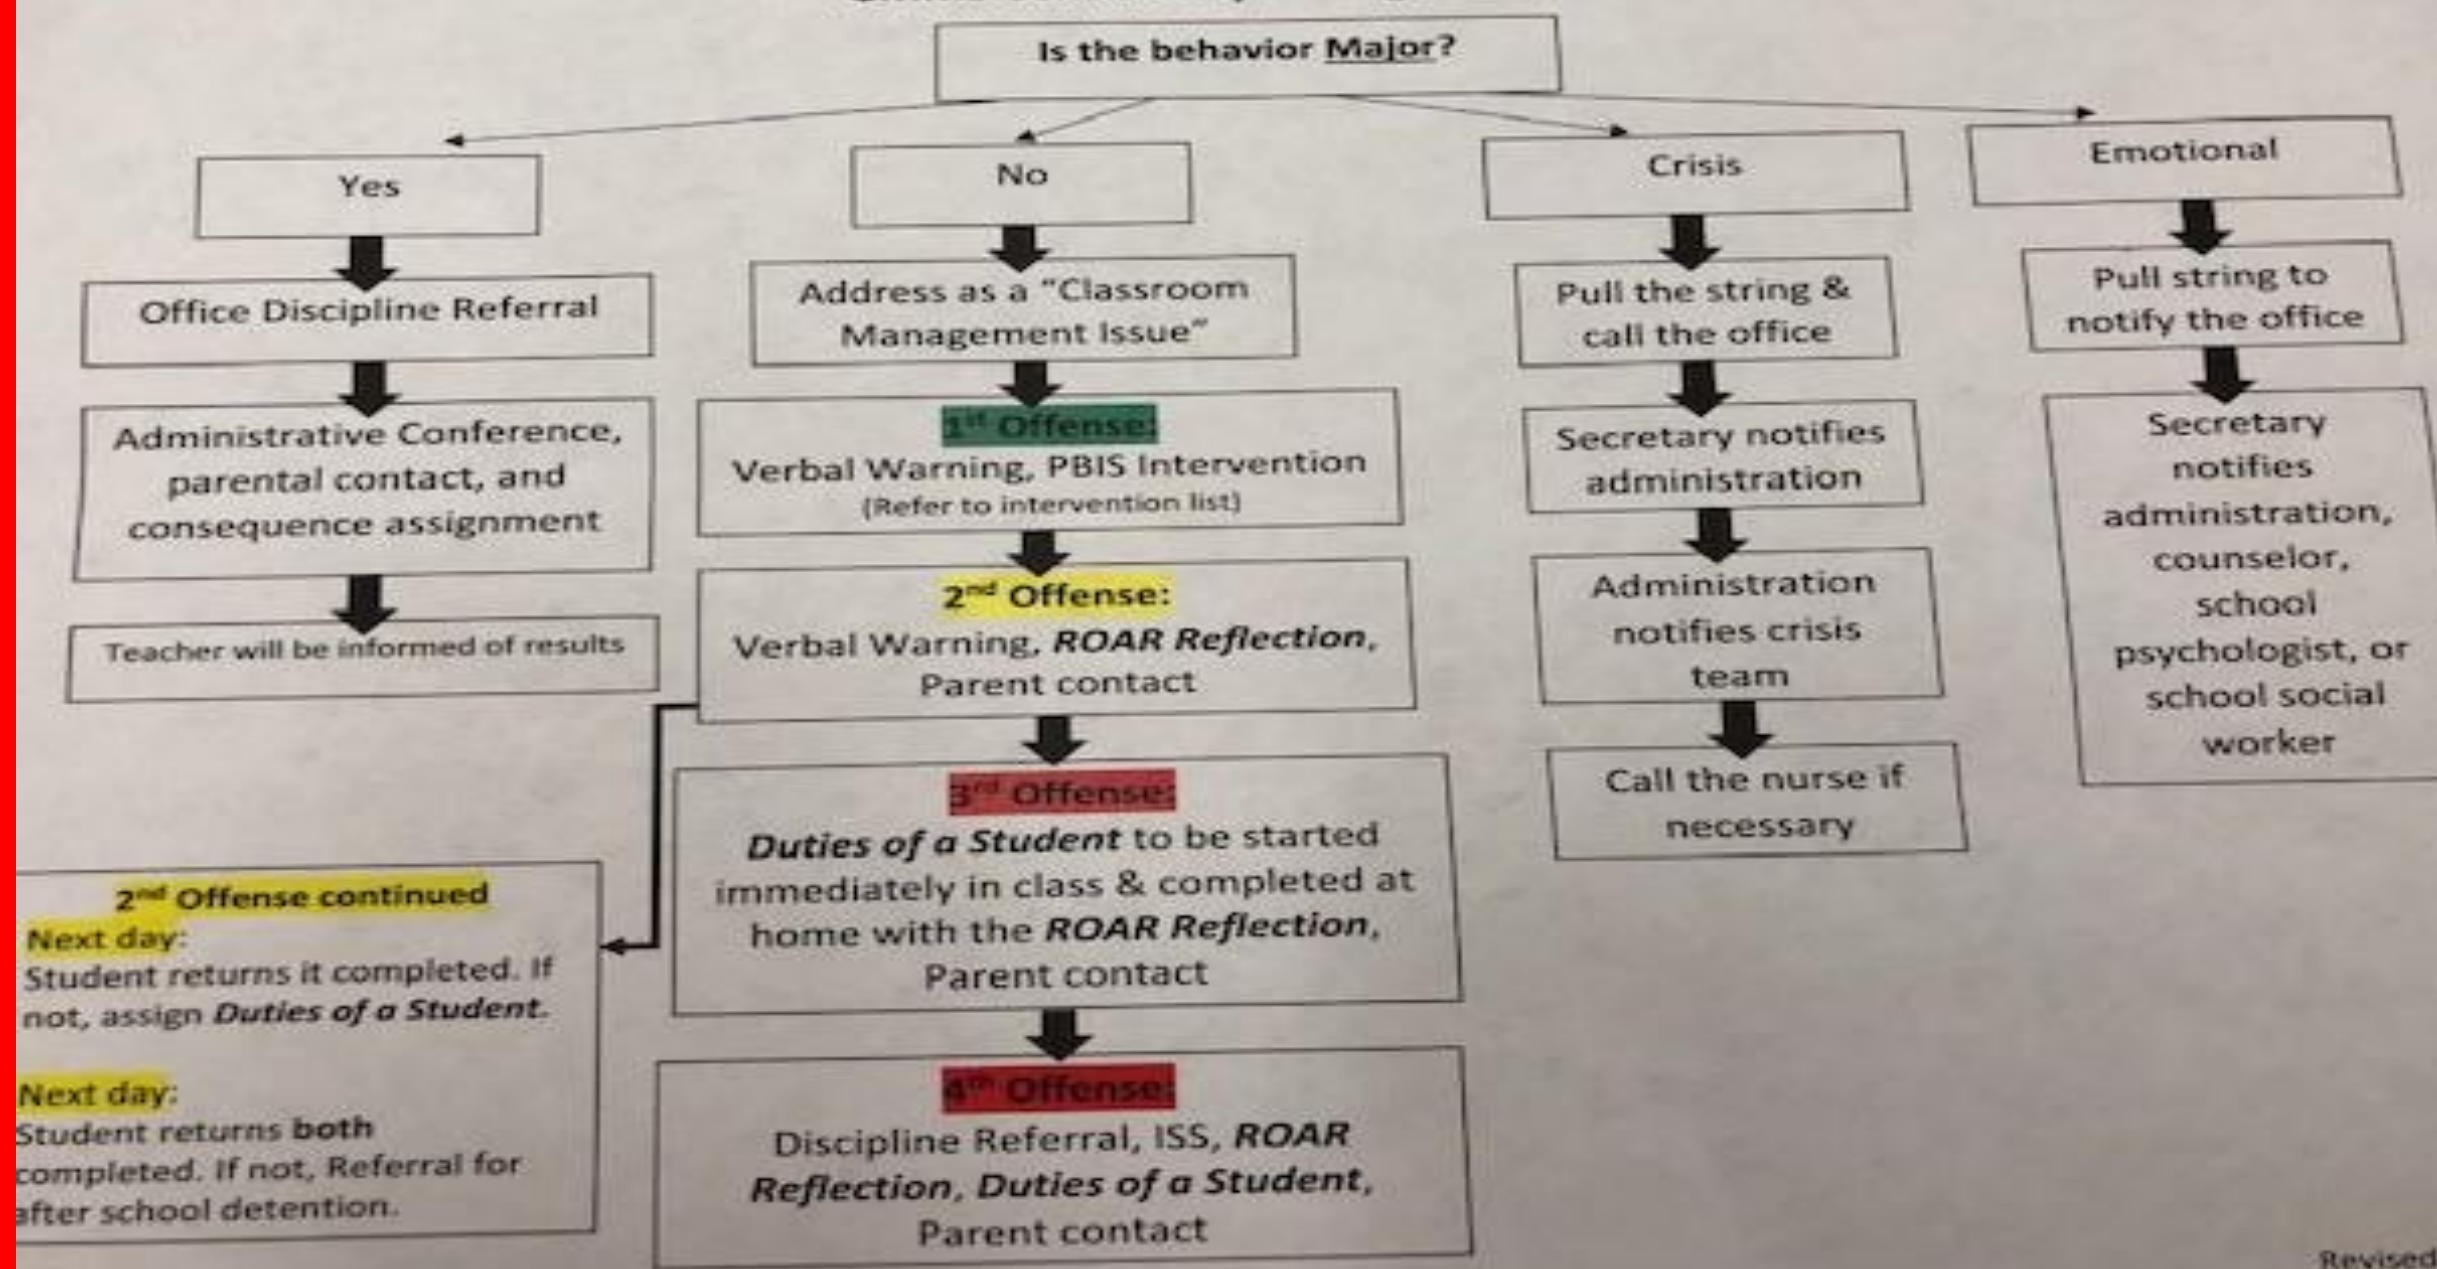 Is the behavior Major?
Yes
Office Discipline Referral
Administrative Conference,
parental contact, and
consequence assignment
Teacher will be informed of results
No
Address as a “Classroom
Management Issue”
1st Offense:
Verbal Warning, PBIS Intervention
(Refer to intervention list)
2nd Offense:
Verbal Warning, ROAR Reflection,
Parent contact
2nd Offense continued
Next day:
Student returns it completed. If
not, assign Duties of a Student.
Next day:
Student returns both
completed. If not, Referral for
after school detention.
3rd Offense:
Duties of a Student to be started
immediately in class & completed at
home with the ROAR Reflection,
Parent contact
4th Offense:
Discipline Referral, ISS, ROAR
Reflection, Duties of a Student,
Parent contact
Crisis
Pull the string &
call the office
Secretary notifies
administration
Administration
notifies crisis
team
Call the nurse if
necessary
Emotional
Pull string to
notify the office
Secretary
notifies
administration,
counselor,
school
psychologist, or
school social
worker
Revised